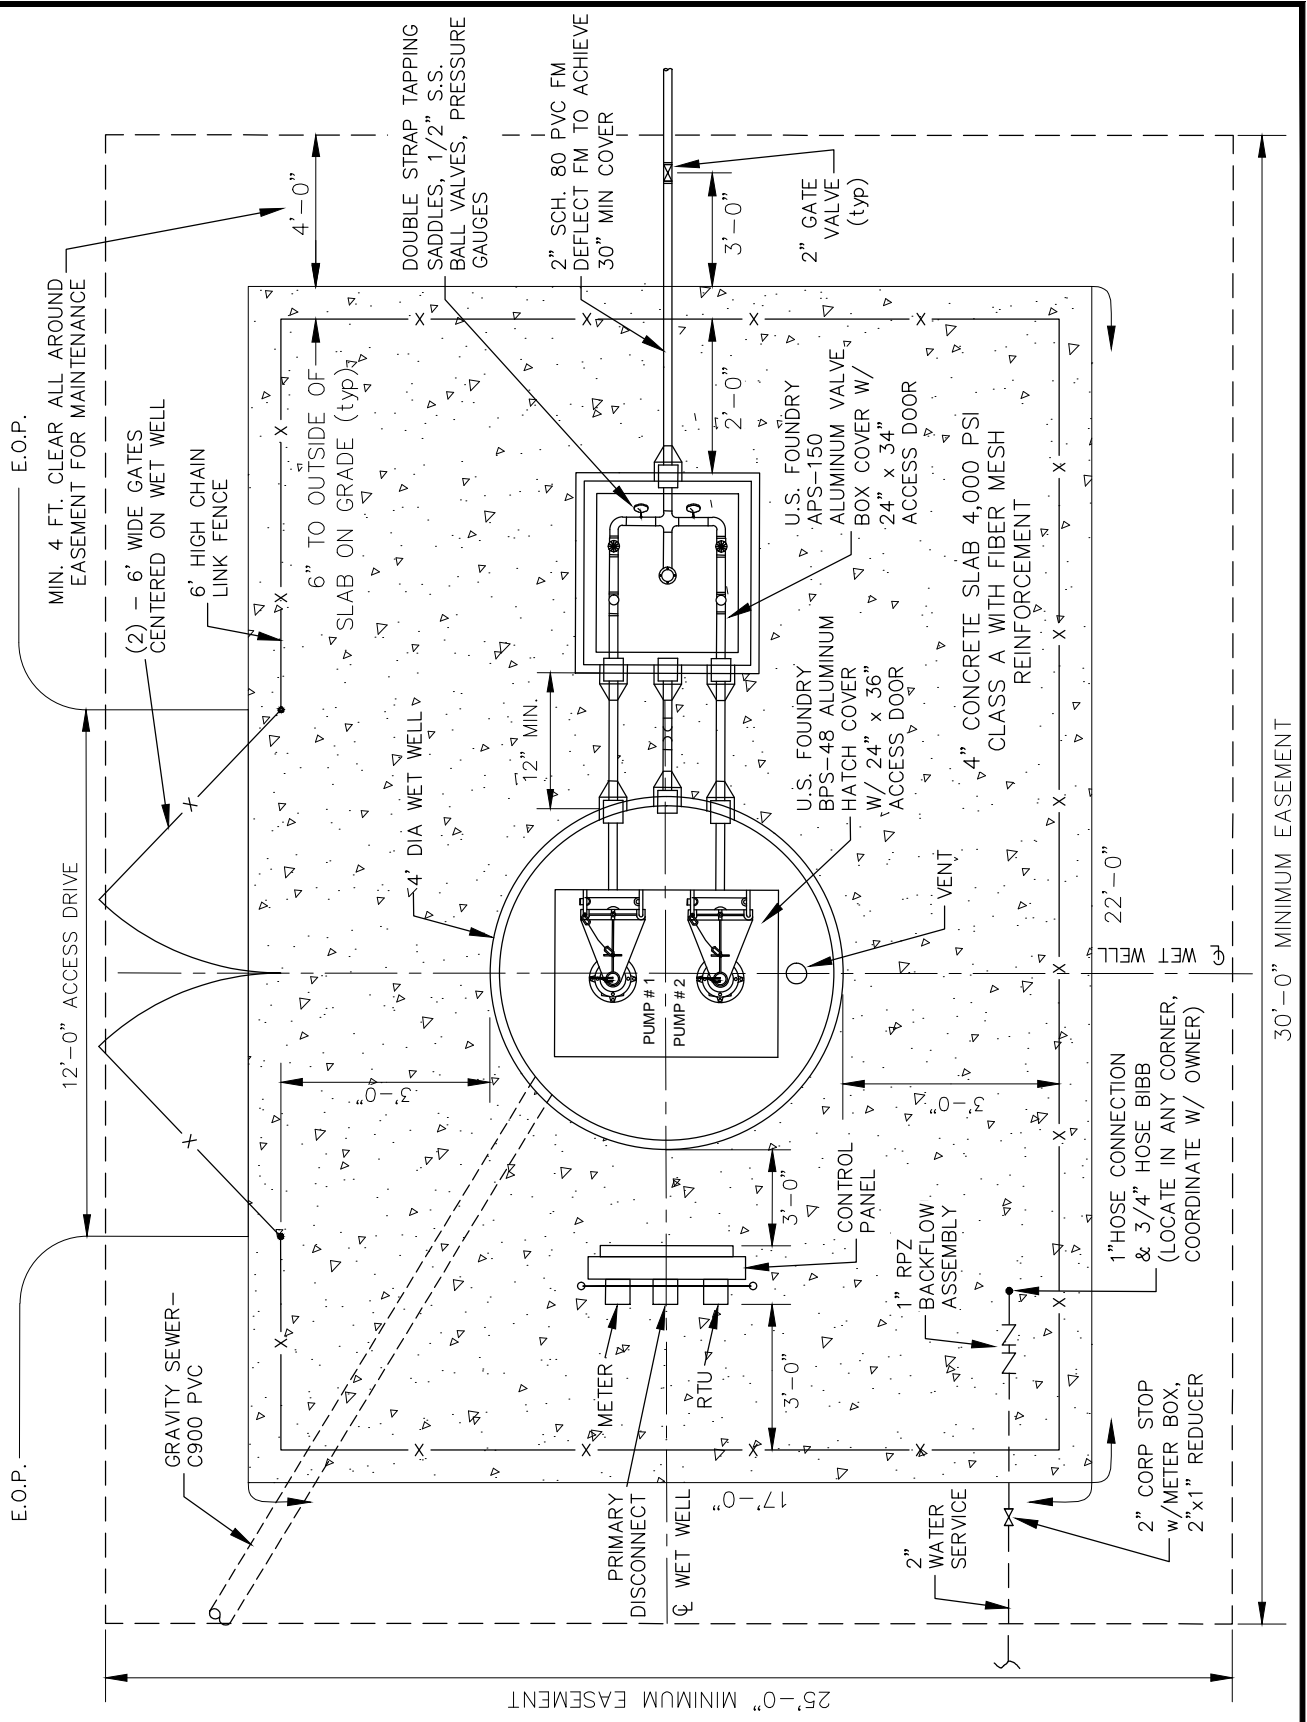 E.O.P.
E.O.P.
MIN. 4 FT. CLEAR ALL AROUND
EASEMENT FOR MAINTENANCE
(2) – 6' WIDE GATES
CENTERED ON WET WELL
6' HIGH CHAIN
LINK FENCE
12'–0" ACCESS DRIVE
GRAVITY SEWER–
C900 PVC
4'–0"
6" TO OUTSIDE OF
SLAB ON GRADE (typ)
DOUBLE STRAP TAPPING
SADDLES, 1/2" S.S.
BALL VALVES, PRESSURE
GAUGES
2" SCH. 80 PVC FM
DEFLECT FM TO ACHIEVE
30" MIN COVER
2" GATE
VALVE
(typ)
3'–0"
2'–0"
4' DIA WET WELL
12" MIN.
U.S. FOUNDRY
APS–150
ALUMINUM VALVE
BOX COVER W/
24" x 34"
ACCESS DOOR
U.S. FOUNDRY
BPS–48 ALUMINUM
HATCH COVER
W/ 24" x 36"
ACCESS DOOR
4" CONCRETE SLAB 4,000 PSI
CLASS A WITH FIBER MESH
REINFORCEMENT
PUMP # 1
PUMP # 2
VENT
3'–0"
3'–0"
3'–0"
3'–0"
CONTROL
PANEL
METER
PRIMARY
DISCONNECT
RTU
℄ WET WELL
℄ WET WELL
17'–0"
22'–0"
1" RPZ
BACKFLOW
ASSEMBLY
1"HOSE CONNECTION
& 3/4" HOSE BIBB
(LOCATE IN ANY CORNER,
COORDINATE W/ OWNER)
2"
WATER
SERVICE
2" CORP STOP
w/METER BOX,
2"x1" REDUCER
25'–0" MINIMUM EASEMENT
30'–0" MINIMUM EASEMENT